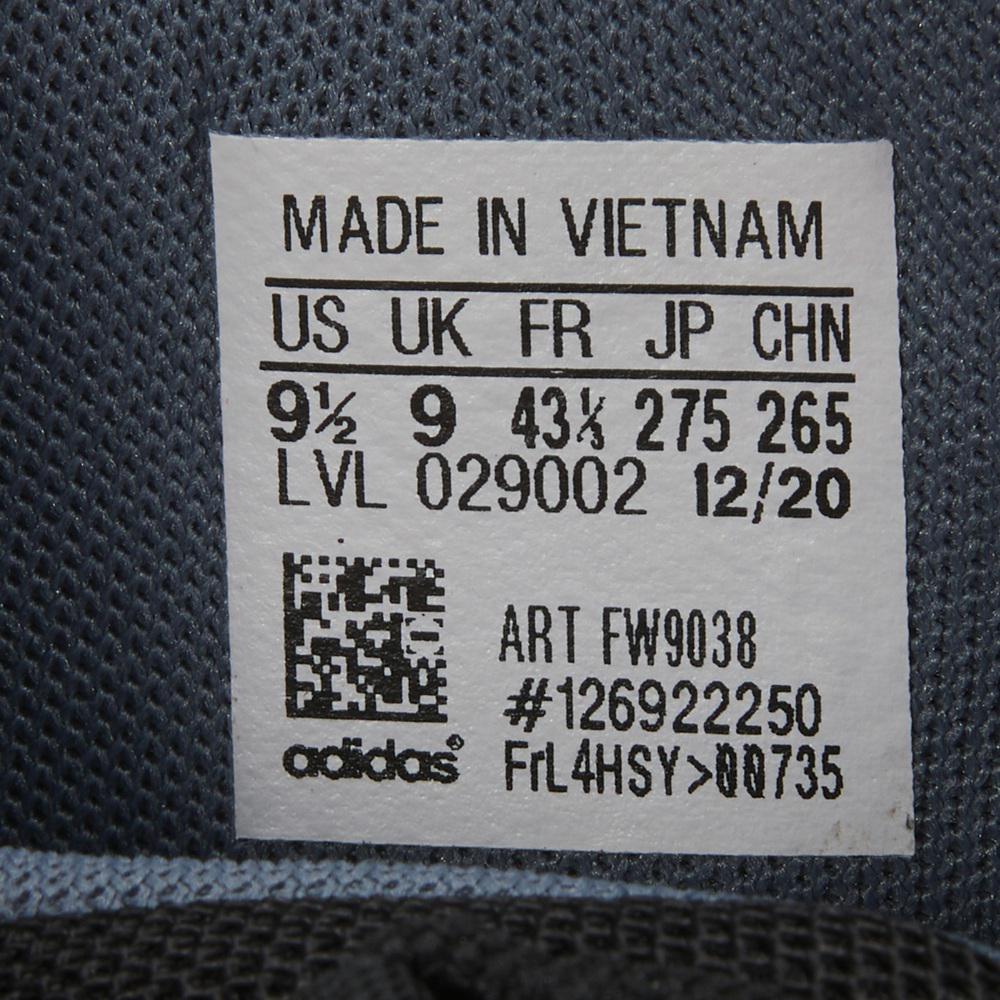 MADE IN VIETNAM
US UK FR JP CHN
9½ 9 43⅓ 275 265
LVL 029002 12/20
ART FW9038
#126922250
FrL4HSY>00735
adidas®